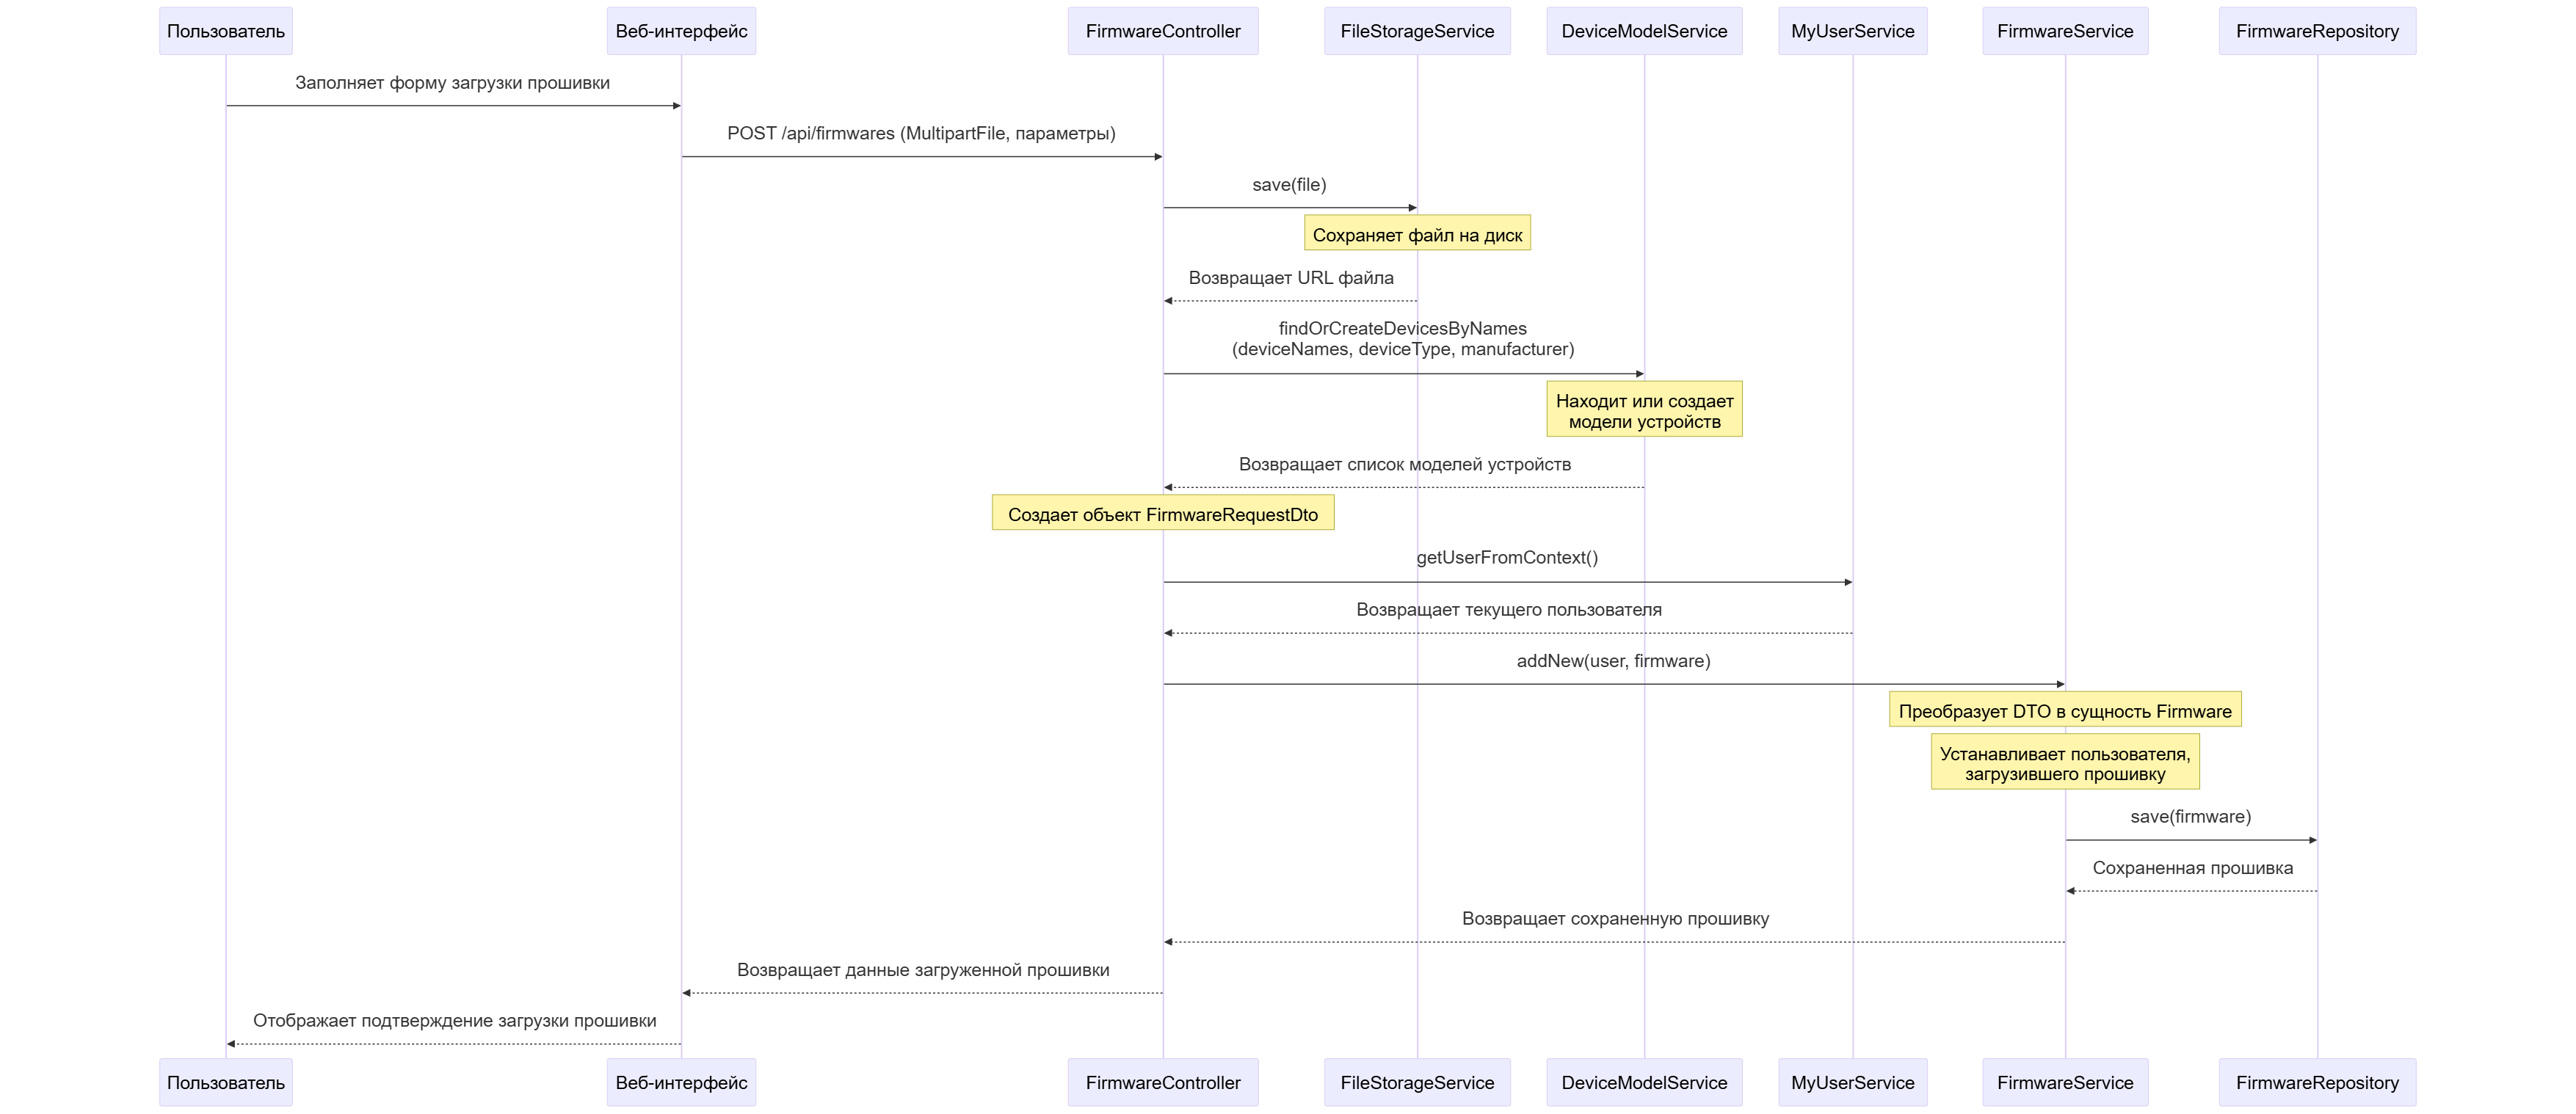 Пользователь
Веб-интерфейс
FirmwareController
FileStorageService
DeviceModelService
MyUserService
FirmwareService
FirmwareRepository
Заполняет форму загрузки прошивки
POST /api/firmwares (MultipartFile, параметры)
save(file)
Сохраняет файл на диск
Возвращает URL файла
findOrCreateDevicesByNames
(deviceNames, deviceType, manufacturer)
Находит или создает
модели устройств
Возвращает список моделей устройств
Создает объект FirmwareRequestDto
getUserFromContext()
Возвращает текущего пользователя
addNew(user, firmware)
Преобразует DTO в сущность Firmware
Устанавливает пользователя,
загрузившего прошивку
save(firmware)
Сохраненная прошивка
Возвращает сохраненную прошивку
Возвращает данные загруженной прошивки
Отображает подтверждение загрузки прошивки
Пользователь
Веб-интерфейс
FirmwareController
FileStorageService
DeviceModelService
MyUserService
FirmwareService
FirmwareRepository